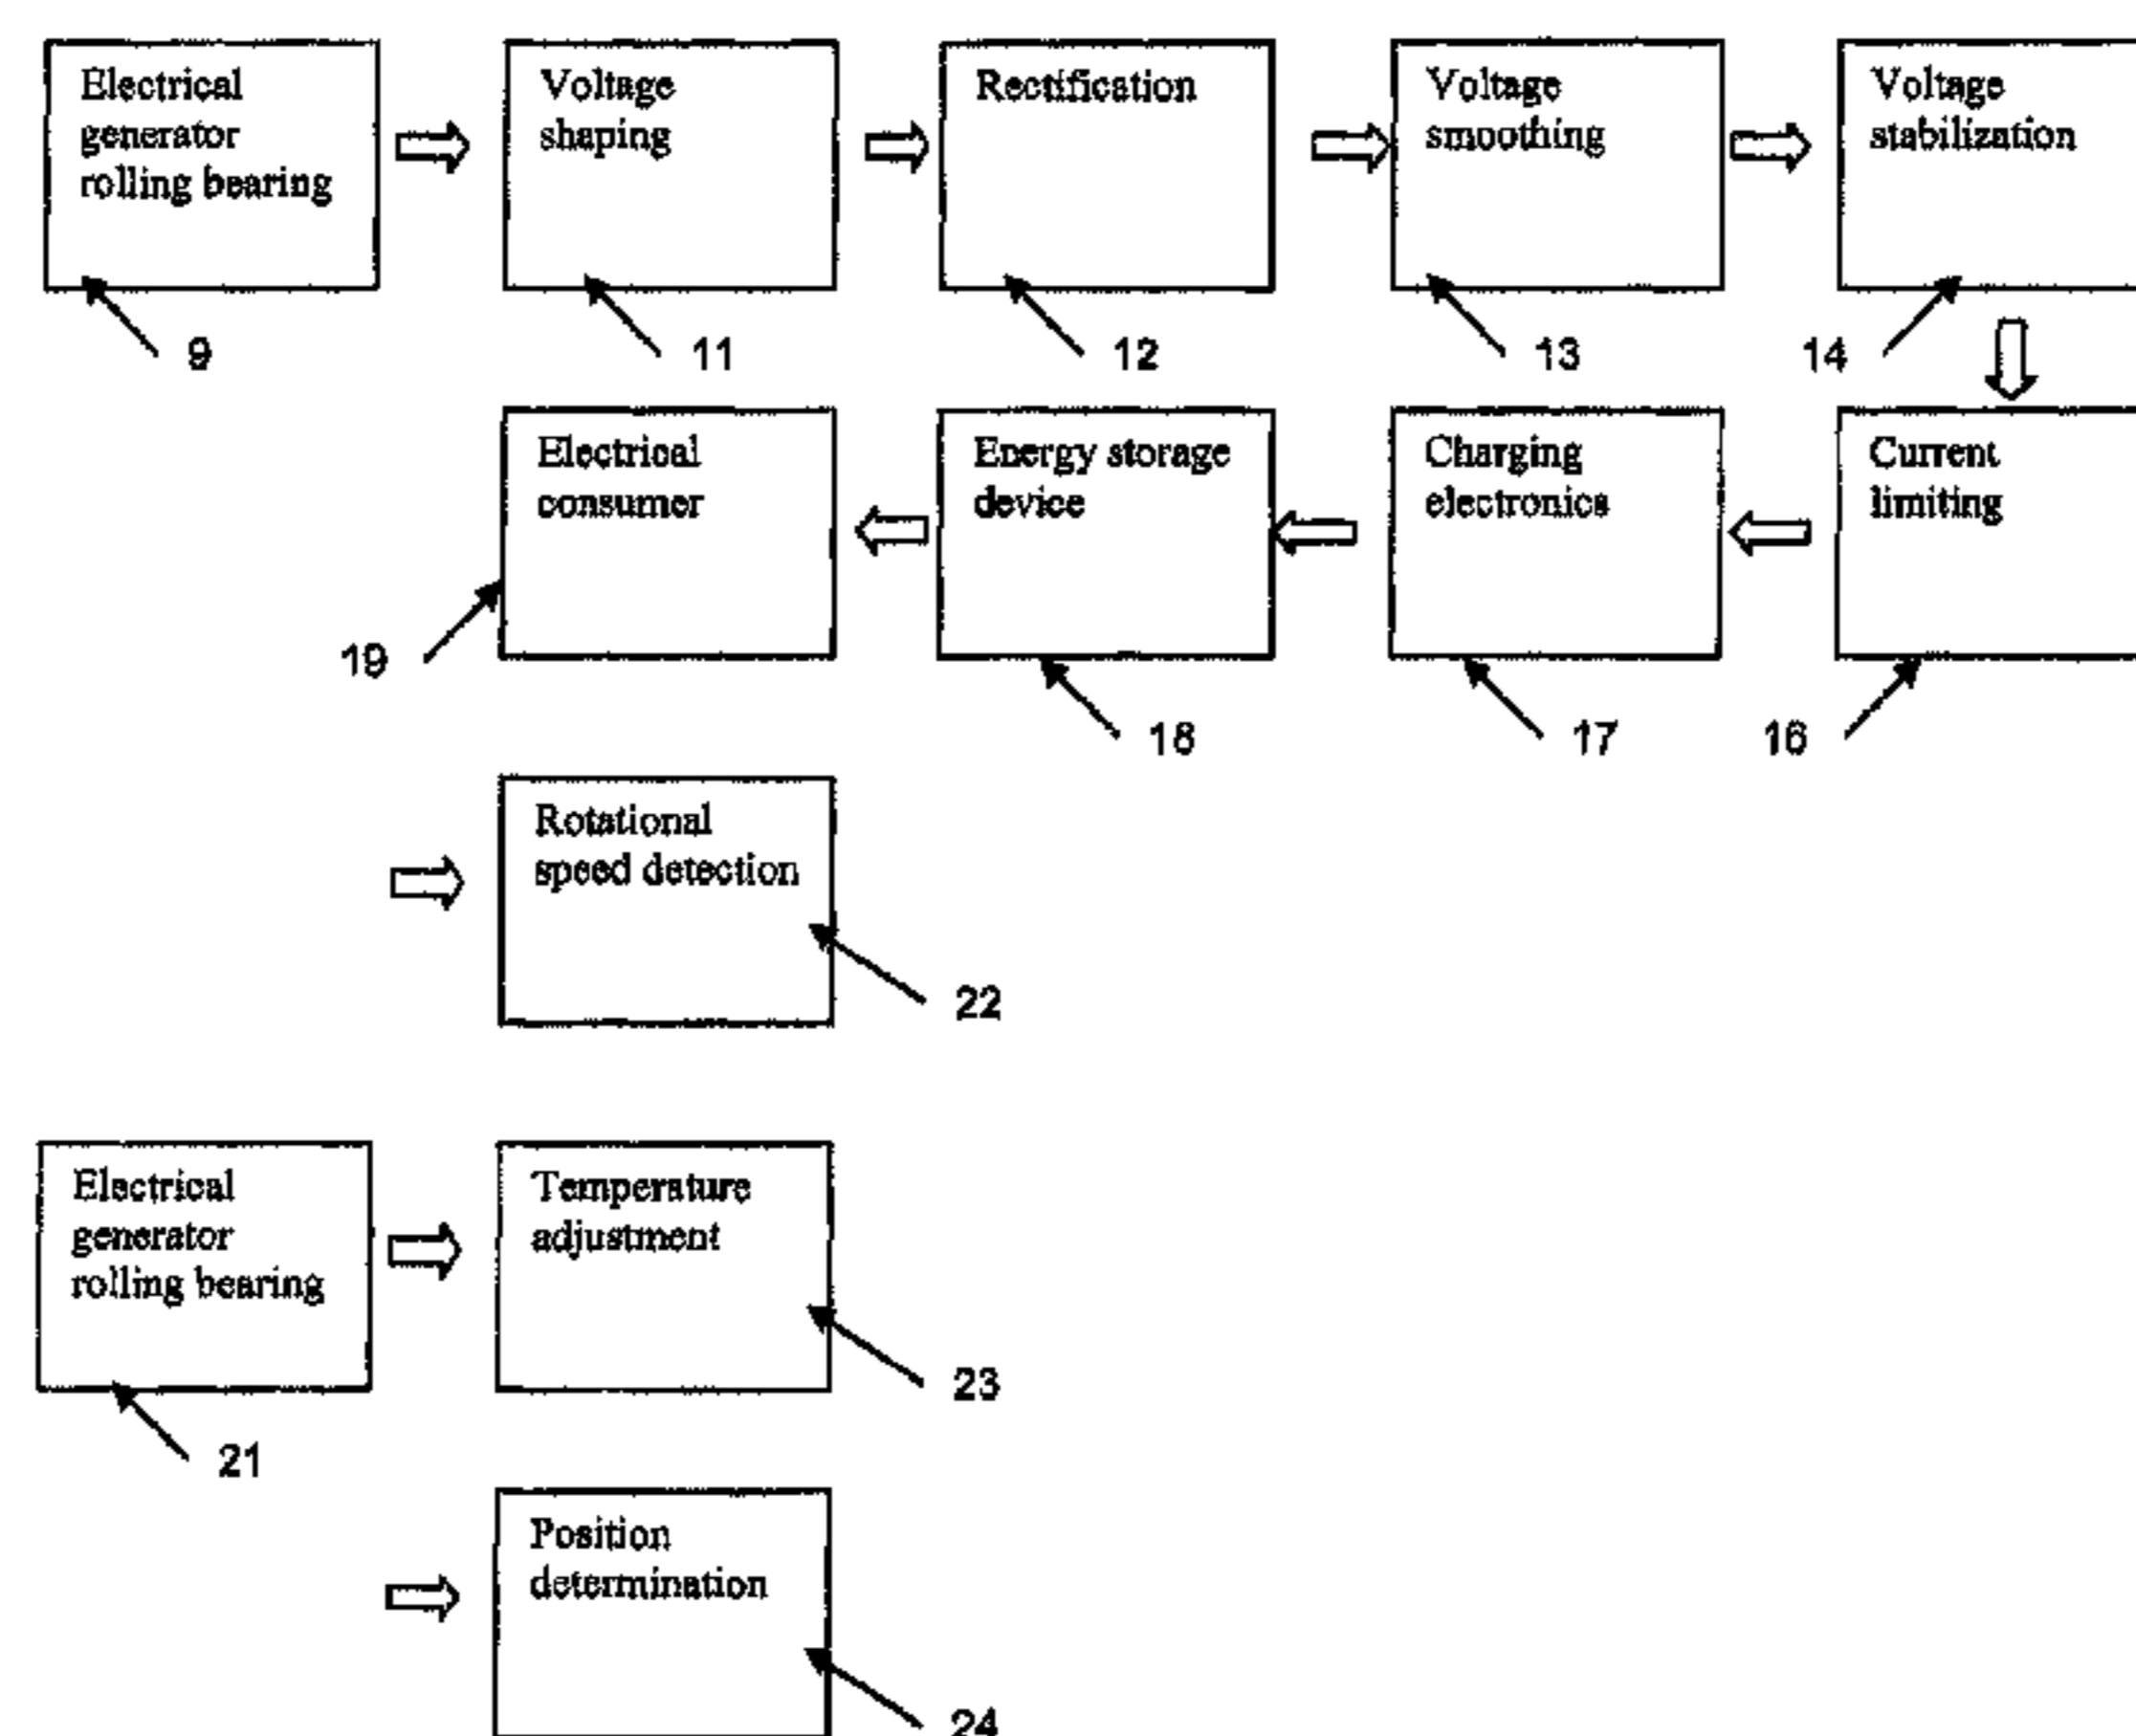 Electrical
generator
rolling bearing
Voltage
shaping
Rectification
Voltage
smoothing
Voltage
stabilization
9
11
12
13
14
Electrical
consumer
Energy storage
device
Charging
electronics
Current
limiting
19
18
17
16
Rotational
speed detection
22
Electrical
generator
rolling bearing
Temperature
adjustment
23
21
Position
determination
24